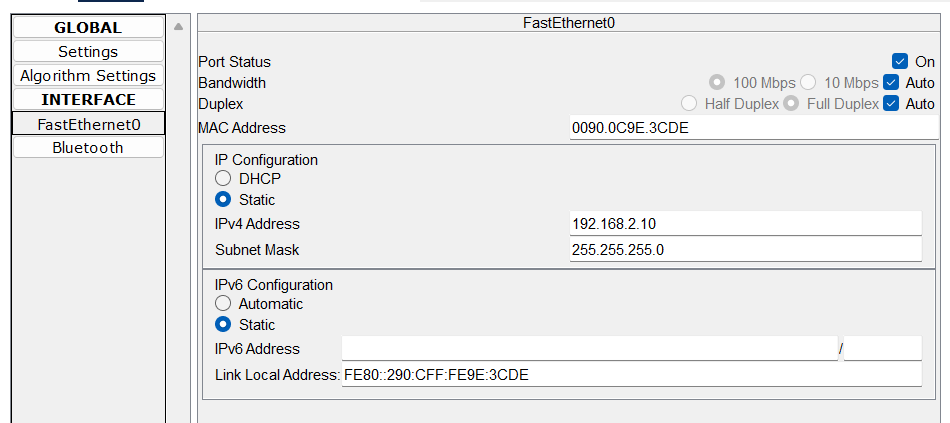 GLOBAL
Settings
Algorithm Settings
INTERFACE
FastEthernet0
Bluetooth
FastEthernet0
Port Status On
Bandwidth 100 Mbps 10 Mbps Auto
Duplex Half Duplex Full Duplex Auto
MAC Address 0090.0C9E.3CDE
IP Configuration
DHCP
Static
IPv4 Address 192.168.2.10
Subnet Mask 255.255.255.0
IPv6 Configuration
Automatic
Static
IPv6 Address /
Link Local Address: FE80::290:CFF:FE9E:3CDE